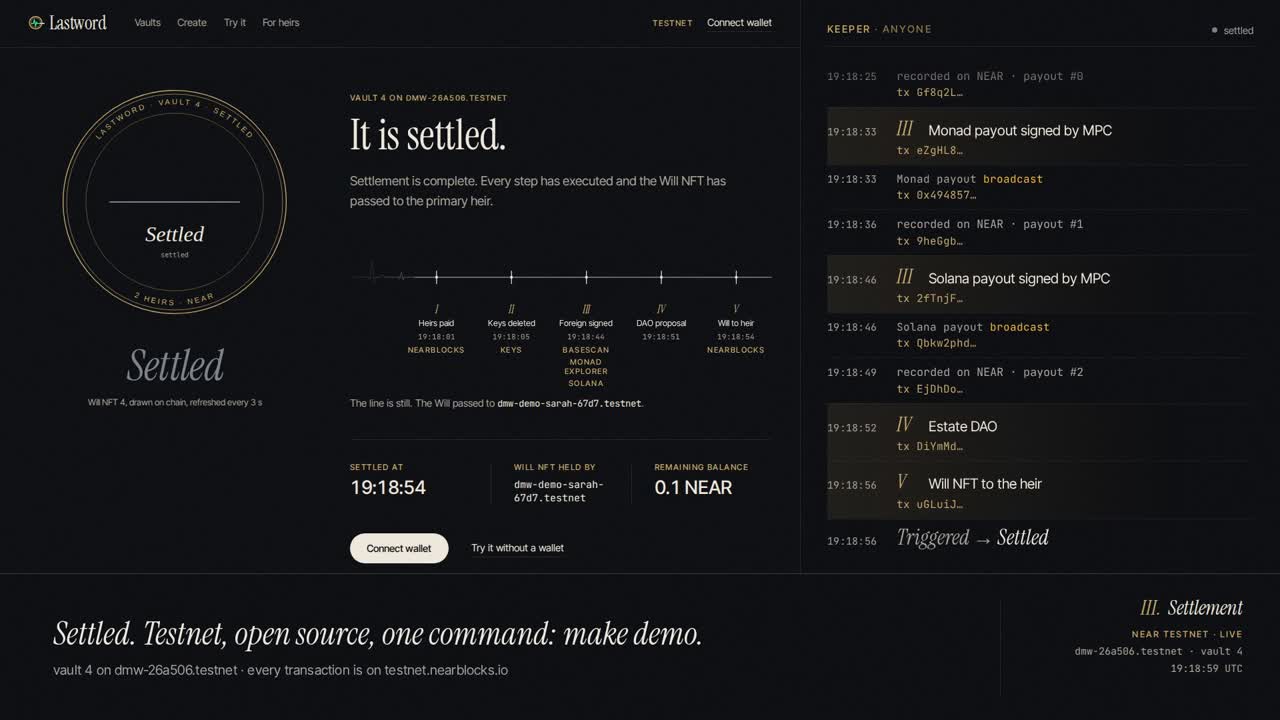 Lastword
Vaults
Create
Try it
For heirs
TESTNET
Connect wallet
LASTWORD · VAULT 4 · SETTLED
Settled
settled
2 HEIRS · NEAR
Settled
Will NFT 4, drawn on chain, refreshed every 3 s
VAULT 4 ON DMW-26A506.TESTNET
It is settled.
Settlement is complete. Every step has executed and the Will NFT has
passed to the primary heir.
I
Heirs paid
19:18:01
NEARBLOCKS
II
Keys deleted
19:18:05
KEYS
III
Foreign signed
19:18:44
BASESCAN
MONAD
EXPLORER
SOLANA
IV
DAO proposal
19:18:51
V
Will to heir
19:18:54
NEARBLOCKS
The line is still. The Will passed to dmw-demo-sarah-67d7.testnet.
SETTLED AT
19:18:54
WILL NFT HELD BY
dmw-demo-sarah-
67d7.testnet
REMAINING BALANCE
0.1 NEAR
Connect wallet
Try it without a wallet
KEEPER · ANYONE
settled
19:18:25 recorded on NEAR · payout #0
tx Gf8q2L…
19:18:33 III Monad payout signed by MPC
tx eZgHL8…
19:18:33 Monad payout broadcast
tx 0x494857…
19:18:36 recorded on NEAR · payout #1
tx 9heGgb…
19:18:46 III Solana payout signed by MPC
tx 2fTnjF…
19:18:46 Solana payout broadcast
tx Qbkw2phd…
19:18:49 recorded on NEAR · payout #2
tx EjDhDo…
19:18:52 IV Estate DAO
tx DiYmMd…
19:18:56 V Will NFT to the heir
tx uGLuiJ…
19:18:56 Triggered → Settled
Settled. Testnet, open source, one command: make demo.
vault 4 on dmw-26a506.testnet · every transaction is on testnet.nearblocks.io
III. Settlement
NEAR TESTNET · LIVE
dmw-26a506.testnet · vault 4
19:18:59 UTC